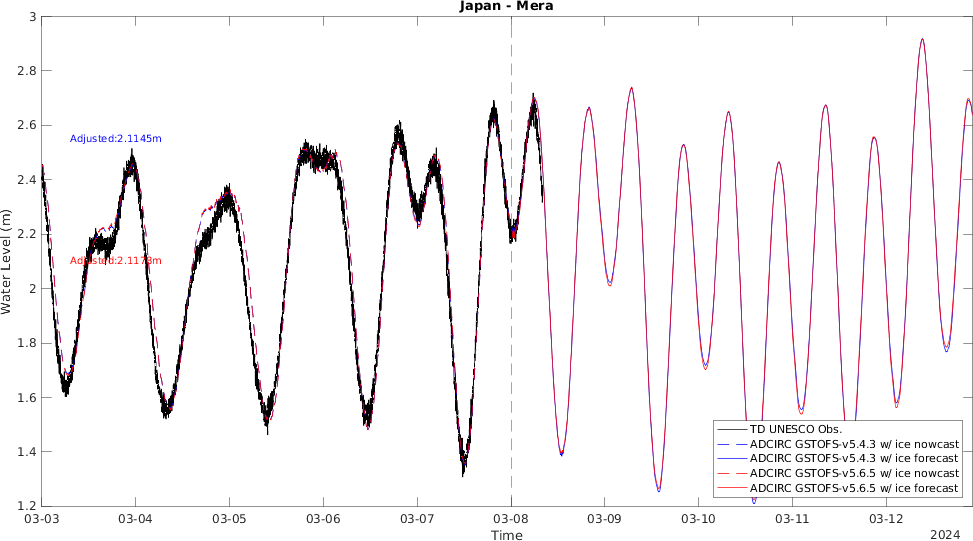 Japan - Mera
3
2.8
2.6
2.4
2.2
2
1.8
1.6
1.4
1.2
Water Level (m)
Adjusted:2.1145m
Adjusted:2.1173m
TD UNESCO Obs.
ADCIRC GSTOFS-v5.4.3 w/ ice nowcast
ADCIRC GSTOFS-v5.4.3 w/ ice forecast
ADCIRC GSTOFS-v5.6.5 w/ ice nowcast
ADCIRC GSTOFS-v5.6.5 w/ ice forecast
03-03 03-04 03-05 03-06 03-07 03-08 03-09 03-10 03-11 03-12
Time
2024